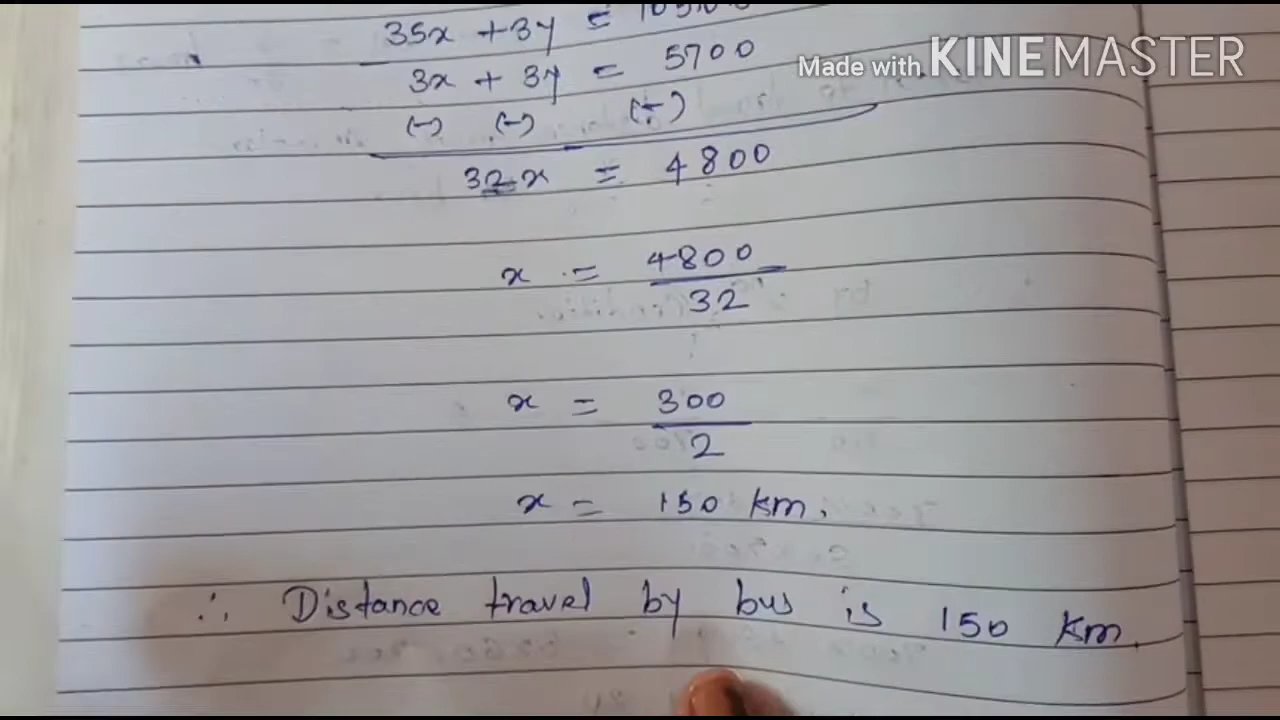 35x + 3y =
Made with KINEMASTER
3x + 3y = 5700
(-) (-) (-)
32x = 4800
x = 4800
32
x = 300
2
x = 150 km.
∴ Distance travel by bus is 150 km.